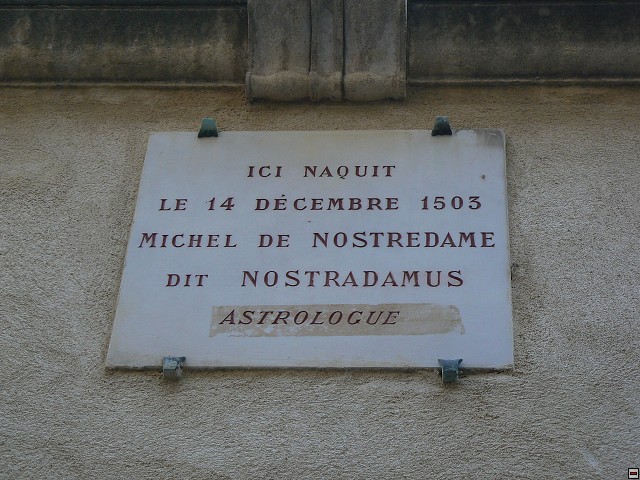 ICI NAQUIT
LE 14 DÉCEMBRE 1503
MICHEL DE NOSTREDAME
DIT NOSTRADAMUS
ASTROLOGUE